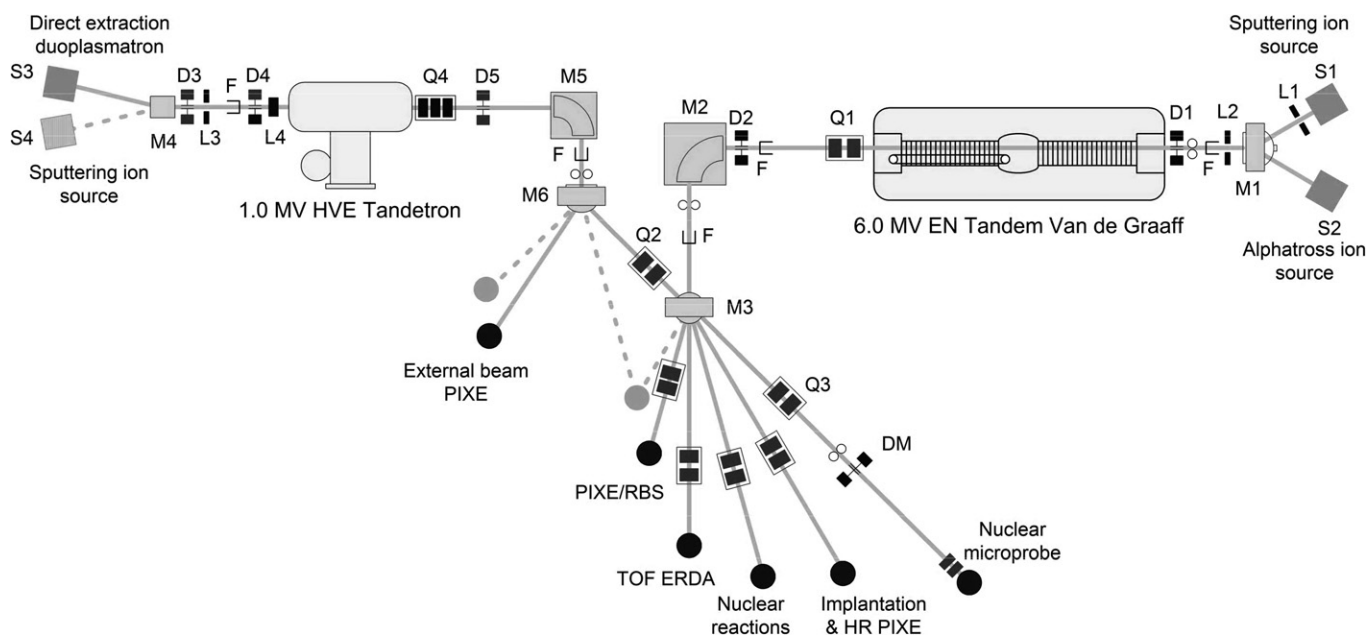 Direct extraction
duoplasmatron
S3
S4
Sputtering ion
source
M4
D3
L3
F
D4
L4
1.0 MV HVE Tandetron
Q4
D5
M5
F
M6
Q2
External beam
PIXE
M2
D2
F
F
M3
Q1
6.0 MV EN Tandem Van de Graaff
D1
F
L2
M1
L1
Sputtering ion
source
S1
S2
Alphatross ion
source
PIXE/RBS
TOF ERDA
Nuclear
reactions
Implantation
& HR PIXE
Q3
DM
Nuclear
microprobe